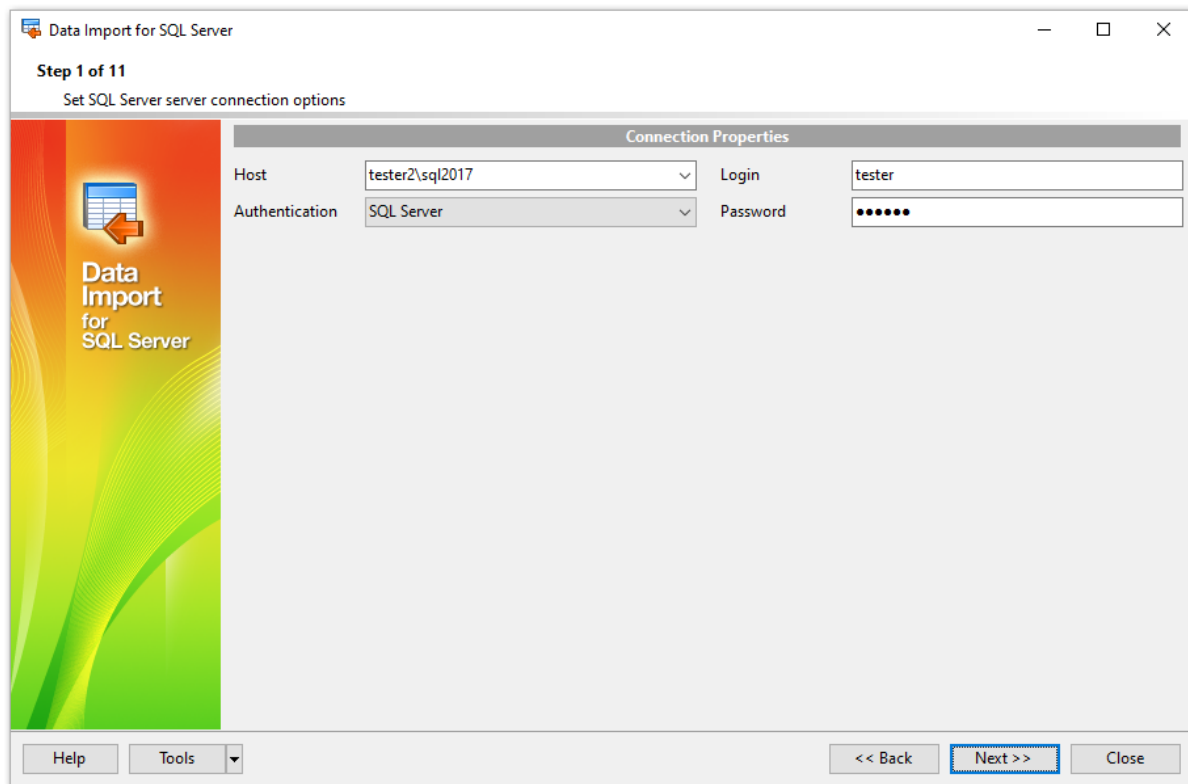 Data Import for SQL Server
Step 1 of 11
Set SQL Server server connection options
Data
Import
for
SQL Server
Connection Properties
Host
tester2\sql2017
Login
tester
Authentication
SQL Server
Password
●●●●●●
Help
Tools
<< Back
Next >>
Close